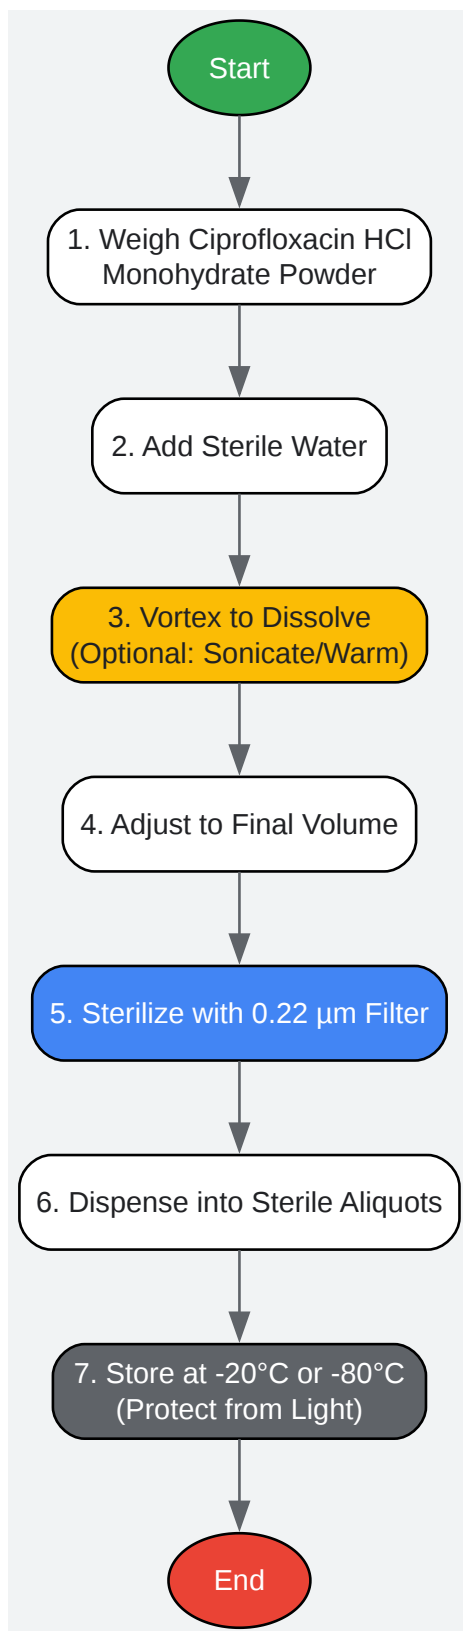 Start
1. Weigh Ciprofloxacin HCl
Monohydrate Powder
2. Add Sterile Water
3. Vortex to Dissolve
(Optional: Sonicate/Warm)
4. Adjust to Final Volume
5. Sterilize with 0.22 µm Filter
6. Dispense into Sterile Aliquots
7. Store at -20°C or -80°C
(Protect from Light)
End